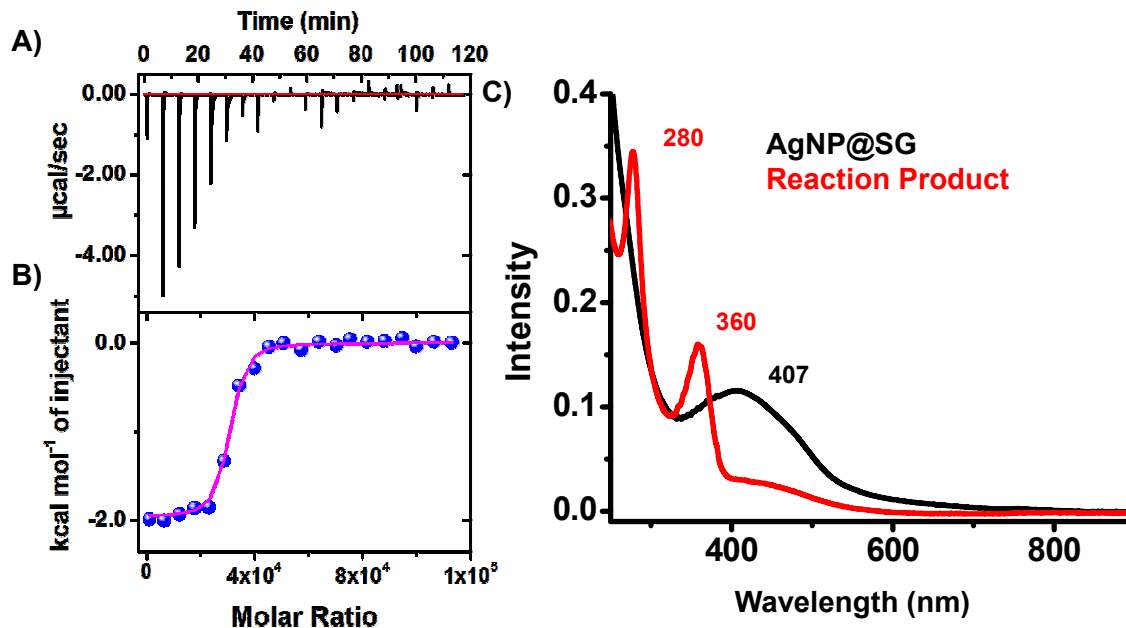 A)
Time (min)
0 20 40 60 80 100 120
0.00
-2.00
-4.00
µcal/sec
B)
0.0
-2.0
kcal mol⁻¹ of injectant
0 4x10⁴ 8x10⁴ 1x10⁵
Molar Ratio
C)
0.4
0.3
0.2
0.1
0.0
Intensity
280
360
407
AgNP@SG
Reaction Product
400 600 800
Wavelength (nm)